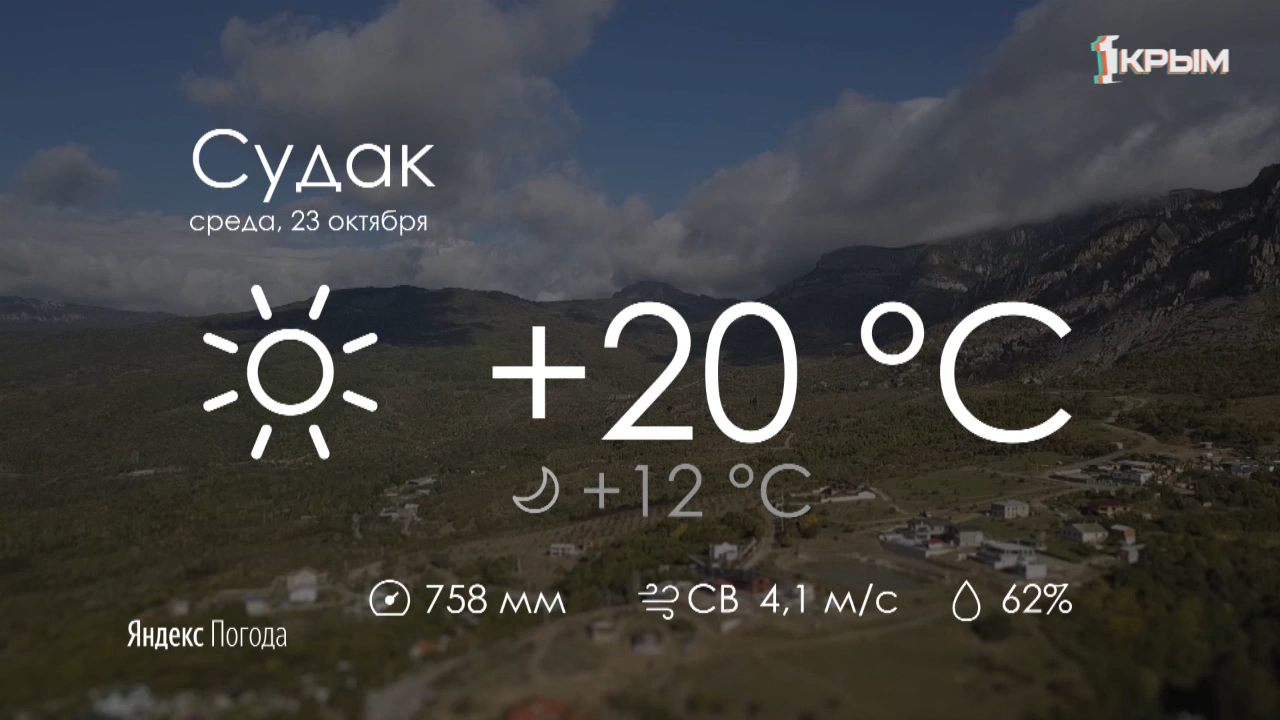 1КРЫМ
Судак
среда, 23 октября
+20 °C
+12 °C
758 мм
СВ 4,1 м/с
62%
Яндекс Погода